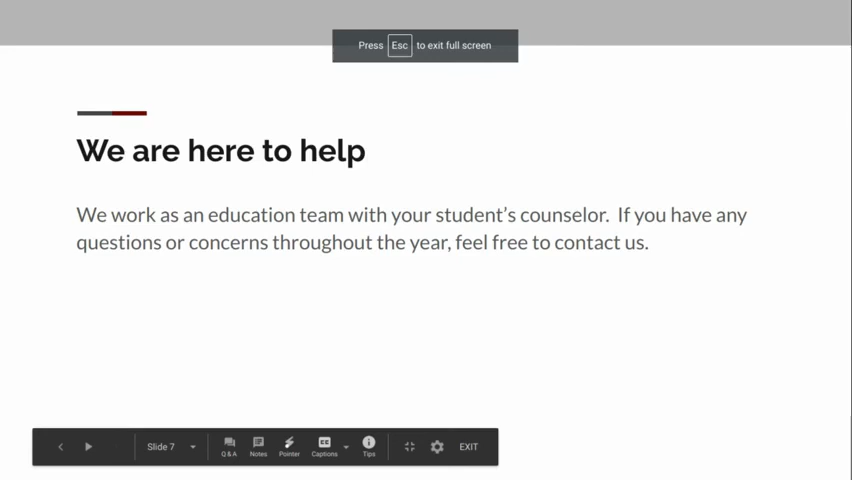 Press Esc to exit full screen
We are here to help
We work as an education team with your student's counselor.  If you have any
questions or concerns throughout the year, feel free to contact us.
Slide 7
Q & A
Notes
Pointer
CC
Captions
Tips
EXIT